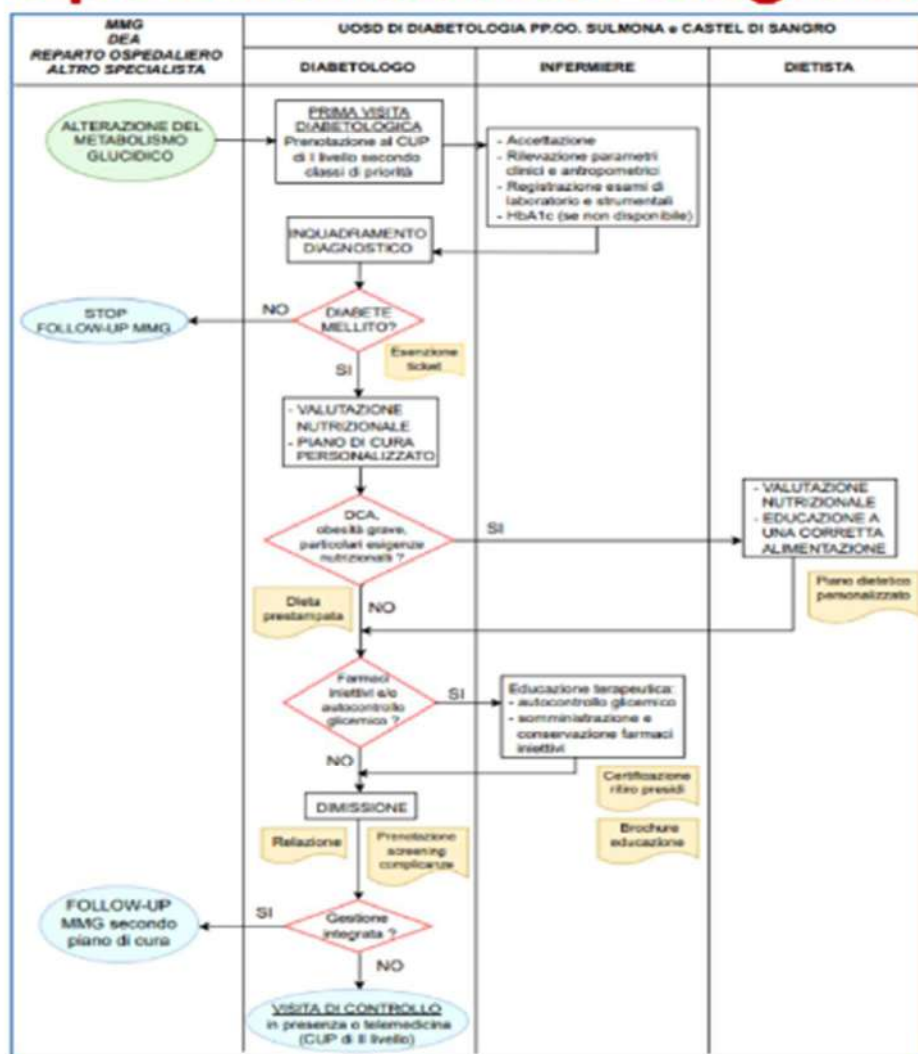 MMG
DEA
REPARTO OSPEDALIERO
ALTRO SPECIALISTA
UOSD DI DIABETOLOGIA PP.OO. SULMONA e CASTEL DI SANGRO
DIABETOLOGO
INFERMIERE
DIETISTA
ALTERAZIONE DEL
METABOLISMO
GLUCIDICO
PRIMA VISITA
DIABETOLOGICA
Prenotazione al CUP
di I livello secondo
classi di priorità
- Accettazione
- Rilevazione parametri
clinici e antropometrici
- Registrazione esami di
laboratorio e strumentali
- HbA1c (se non disponibile)
INQUADRAMENTO
DIAGNOSTICO
STOP
FOLLOW-UP MMG
NO
DIABETE
MELLITO?
Esenzione
ticket
SI
- VALUTAZIONE
NUTRIZIONALE
- PIANO DI CURA
PERSONALIZZATO
DCA,
obesità grave,
particolari esigenze
nutrizionali ?
SI
- VALUTAZIONE
NUTRIZIONALE
- EDUCAZIONE A
UNA CORRETTA
ALIMENTAZIONE
Piano dietetico
personalizzato
Dieta
prestampata
NO
Farmaci
iniettivi e/o
autocontrollo
glicemico ?
SI
Educazione terapeutica:
- autocontrollo glicemico
- somministrazione e
conservazione farmaci
iniettivi
NO
Certificazione
ritiro presidi
DIMISSIONE
Brochure
educazione
Relazione
Prenotazione
screening
complicanze
FOLLOW-UP
MMG secondo
piano di cura
SI
Gestione
integrata ?
NO
VISITA DI CONTROLLO
in presenza o telemedicina
(CUP di II livello)